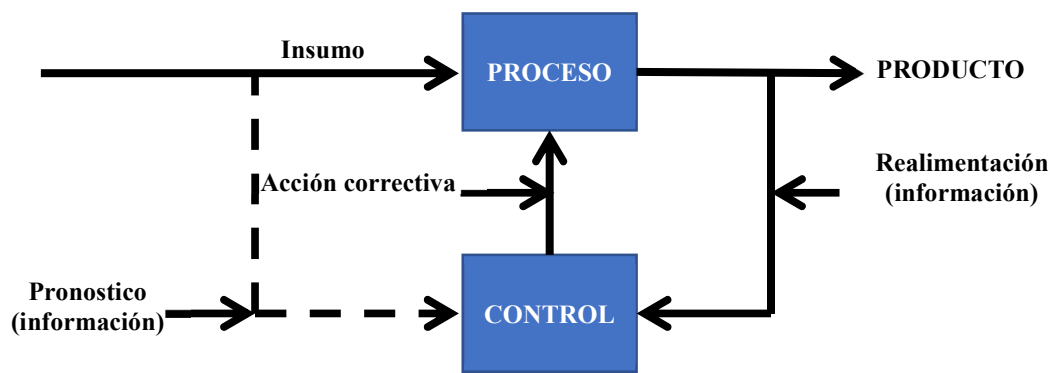 Insumo
PROCESO
PRODUCTO
Acción correctiva
Realimentación
(información)
Pronostico
(información)
CONTROL